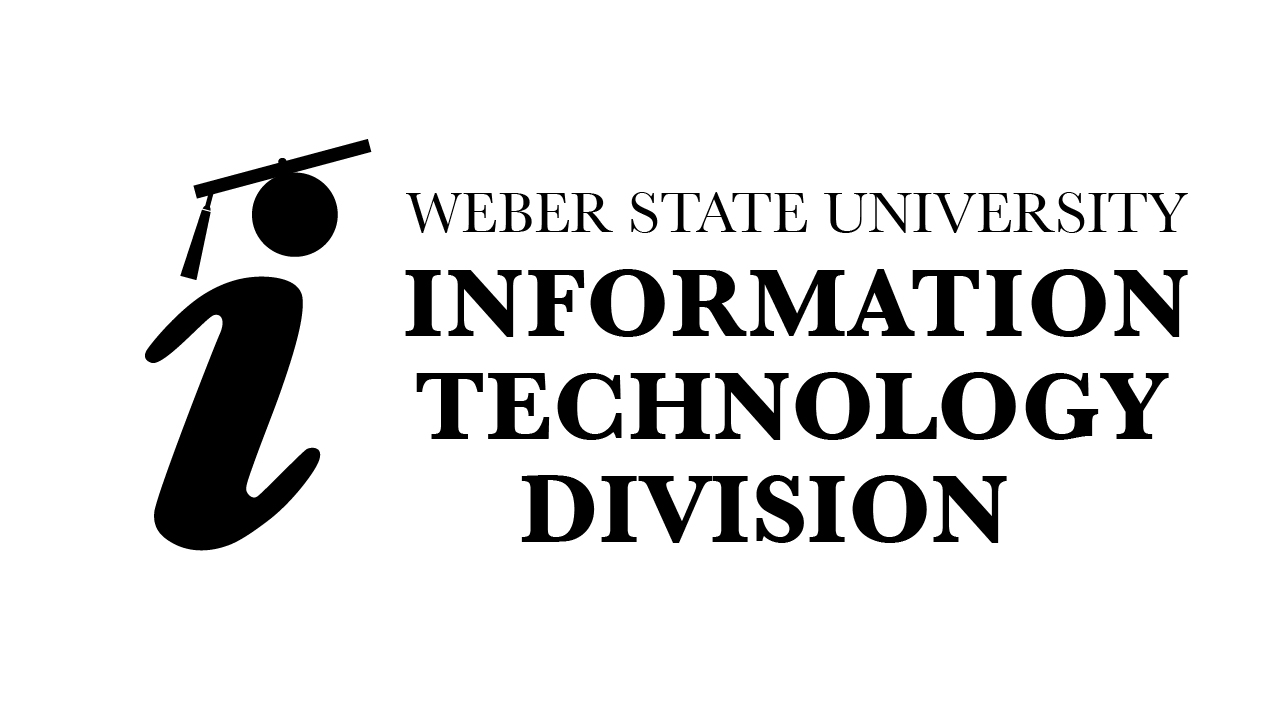 i
WEBER STATE UNIVERSITY
INFORMATION
TECHNOLOGY
DIVISION